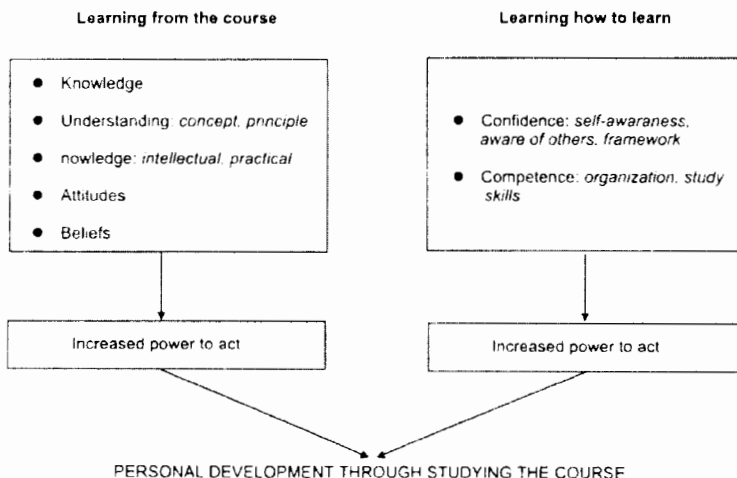 Learning from the course
Knowledge
Understanding: concept, principle
nowledge: intellectual, practical
Attitudes
Beliefs
Increased power to act
Learning how to learn
Confidence: self-awareness,
aware of others, framework
Competence: organization, study
skills
Increased power to act
PERSONAL DEVELOPMENT THROUGH STUDYING THE COURSE